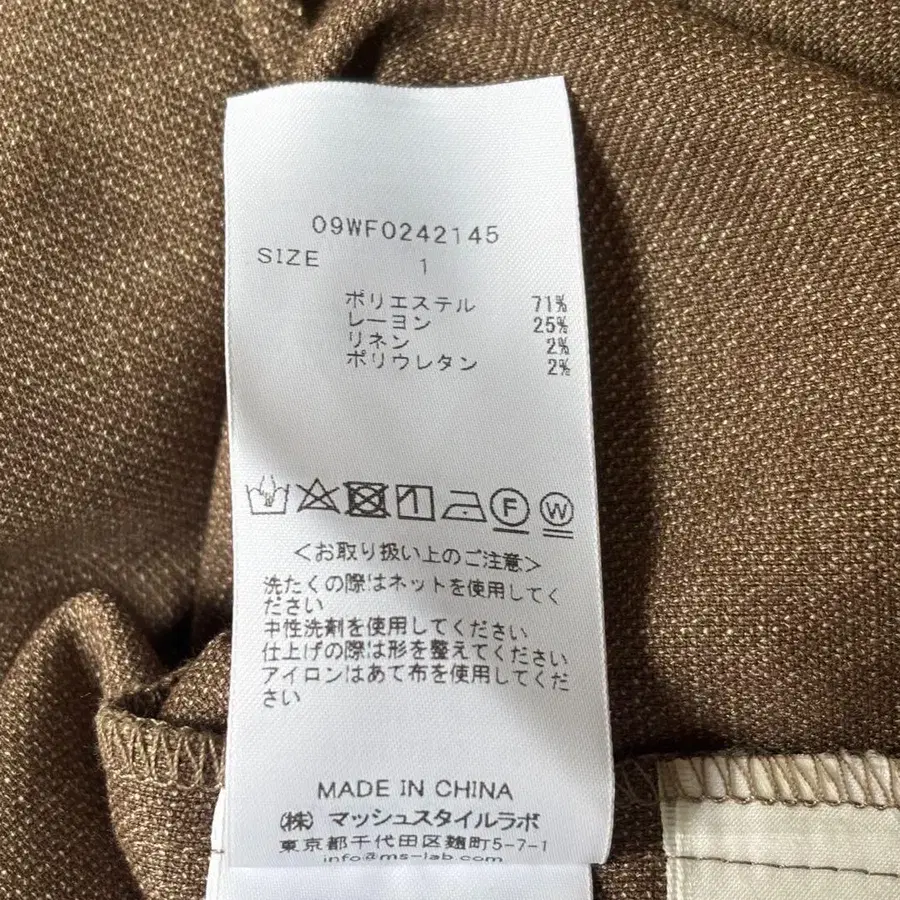 09WFO242145
SIZE 1
ポリエステル 71%
レーヨン 25%
リネン 2%
ポリウレタン 2%
F W
<お取り扱い上のご注意>
洗たくの際はネットを使用してく
ださい
中性洗剤を使用してください
仕上げの際は形を整えてください
アイロンはあて布を使用してくだ
さい
MADE IN CHINA
(株) マッシュスタイルラボ
東京都千代田区麹町5-7-1
info@ms-lab.com